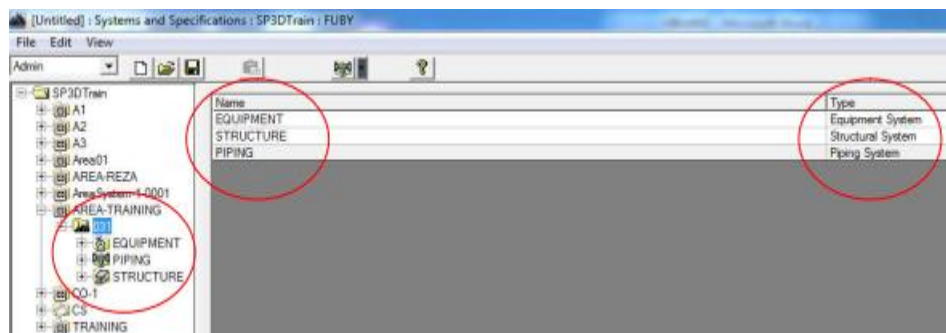 [Untitled] : Systems and Specifications : SP3DTrain : FUBY
File Edit View
Admin
SP3DTrain
A1
A2
A3
Area01
AREA-REZA
AreaSystem-1-0001
AREA-TRAINING
EQUIPMENT
PIPING
STRUCTURE
CO-1
CS
TRAINING
Name Type
EQUIPMENT Equipment System
STRUCTURE Structural System
PIPING Piping System